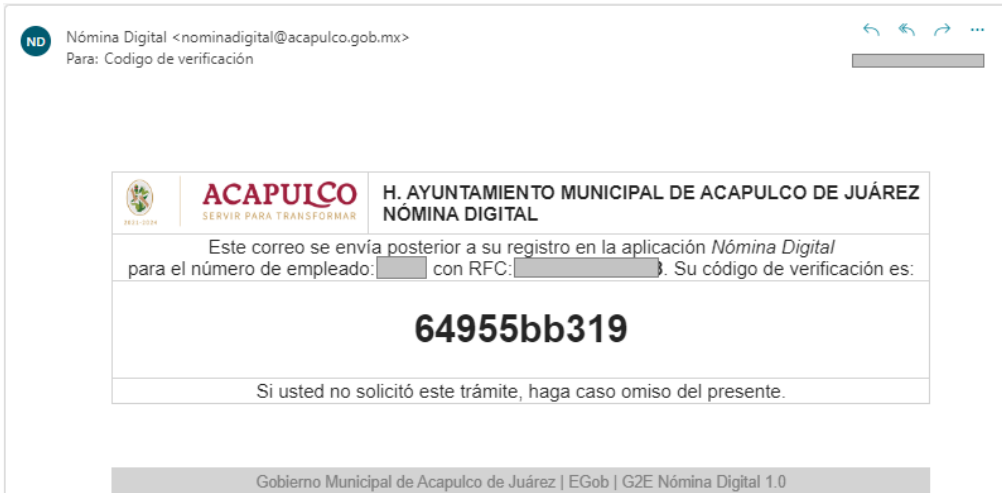 ND
Nómina Digital <nominadigital@acapulco.gob.mx>
Para: Codigo de verificación
ACAPULCO
SERVIR PARA TRANSFORMAR
2021-2024
H. AYUNTAMIENTO MUNICIPAL DE ACAPULCO DE JUÁREZ
NÓMINA DIGITAL
Este correo se envía posterior a su registro en la aplicación Nómina Digital
para el número de empleado: con RFC: . Su código de verificación es:
64955bb319
Si usted no solicitó este trámite, haga caso omiso del presente.
Gobierno Municipal de Acapulco de Juárez | EGob | G2E Nómina Digital 1.0